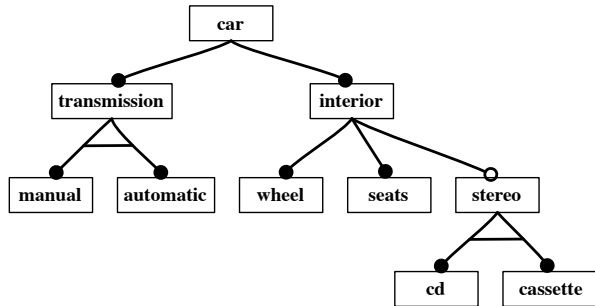 car
transmission
interior
manual
automatic
wheel
seats
stereo
cd
cassette